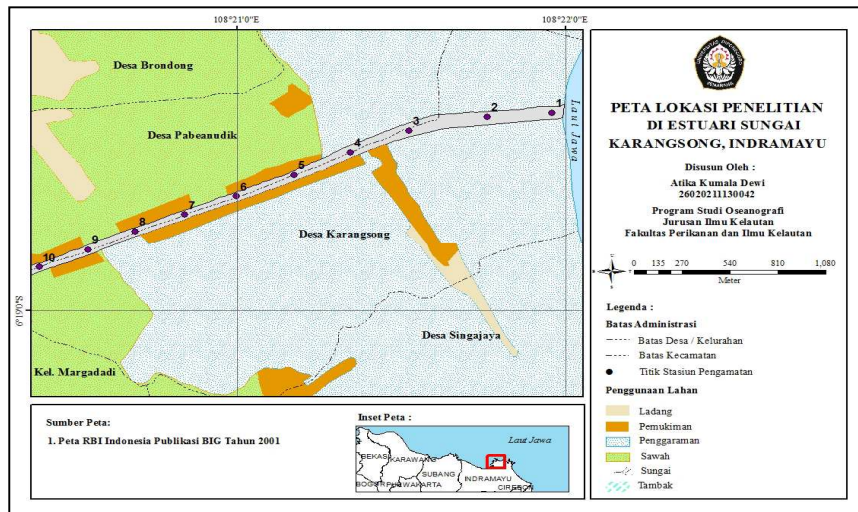 108°21'0"E
108°22'0"E
Desa Brondong
Desa Pabeanudik
1
2
3
4
5
6
7
8
9
10
Laut Jawa
Desa Karangsong
6°19'0"S
Desa Singajaya
Kel. Margadadi
PETA LOKASI PENELITIAN
DI ESTUARI SUNGAI
KARANGSONG, INDRAMAYU
Disusun Oleh :
Atika Kumala Dewi
26020211130042
Program Studi Oseanografi
Jurusan Ilmu Kelautan
Fakultas Perikanan dan Ilmu Kelautan
0 135 270 540 810 1,080
Meter
Legenda :
Batas Administrasi
Batas Desa / Kelurahan
Batas Kecamatan
Titik Stasiun Pengamatan
Penggunaan Lahan
Ladang
Pemukiman
Penggaraman
Sawah
Sungai
Tambak
Sumber Peta:
1. Peta RBI Indonesia Publikasi BIG Tahun 2001
Inset Peta :
Laut Jawa
BEKASI
KARAWANG
SUBANG
INDRAMAYU
CIREBON